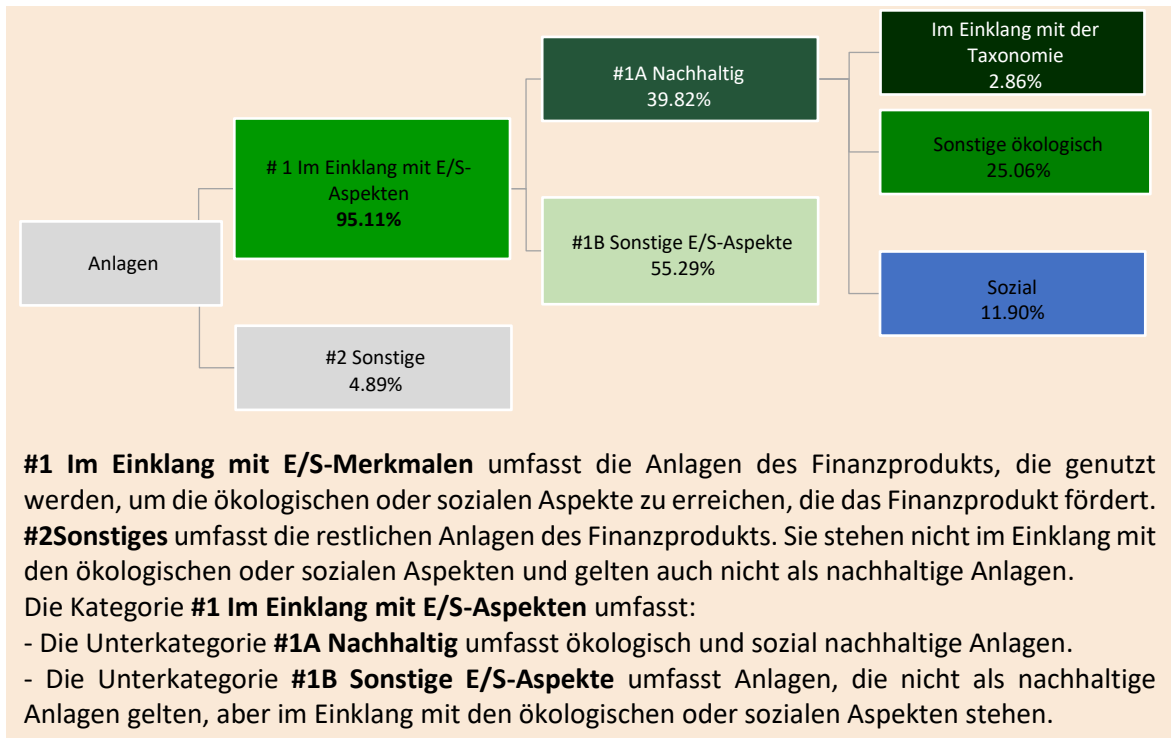 Im Einklang mit der
Taxonomie
2.86%
#1A Nachhaltig
39.82%
Sonstige ökologisch
25.06%
# 1 Im Einklang mit E/S-
Aspekten
95.11%
#1B Sonstige E/S-Aspekte
55.29%
Anlagen
Sozial
11.90%
#2 Sonstige
4.89%
#1 Im Einklang mit E/S-Merkmalen umfasst die Anlagen des Finanzprodukts, die genutzt
werden, um die ökologischen oder sozialen Aspekte zu erreichen, die das Finanzprodukt fördert.
#2Sonstiges umfasst die restlichen Anlagen des Finanzprodukts. Sie stehen nicht im Einklang mit
den ökologischen oder sozialen Aspekten und gelten auch nicht als nachhaltige Anlagen.
Die Kategorie #1 Im Einklang mit E/S-Aspekten umfasst:
- Die Unterkategorie #1A Nachhaltig umfasst ökologisch und sozial nachhaltige Anlagen.
- Die Unterkategorie #1B Sonstige E/S-Aspekte umfasst Anlagen, die nicht als nachhaltige
Anlagen gelten, aber im Einklang mit den ökologischen oder sozialen Aspekten stehen.